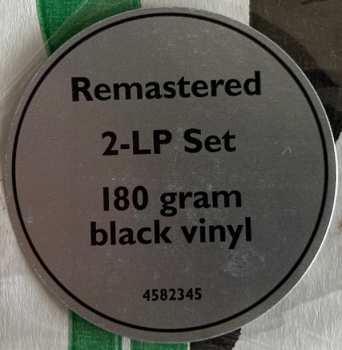 Remastered
2-LP Set
180 gram
black vinyl
4582345